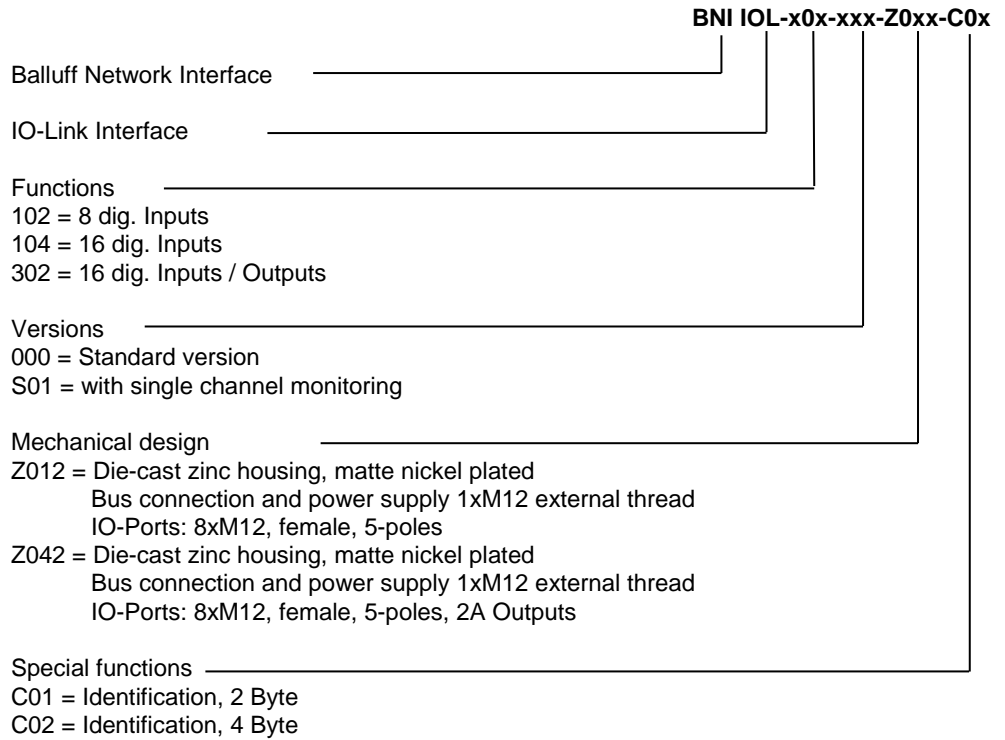 BNI IOL-x0x-xxx-Z0xx-C0x
Balluff Network Interface
IO-Link Interface
Functions
102 = 8 dig. Inputs
104 = 16 dig. Inputs
302 = 16 dig. Inputs / Outputs
Versions
000 = Standard version
S01 = with single channel monitoring
Mechanical design
Z012 = Die-cast zinc housing, matte nickel plated
Bus connection and power supply 1xM12 external thread
IO-Ports: 8xM12, female, 5-poles
Z042 = Die-cast zinc housing, matte nickel plated
Bus connection and power supply 1xM12 external thread
IO-Ports: 8xM12, female, 5-poles, 2A Outputs
Special functions
C01 = Identification, 2 Byte
C02 = Identification, 4 Byte